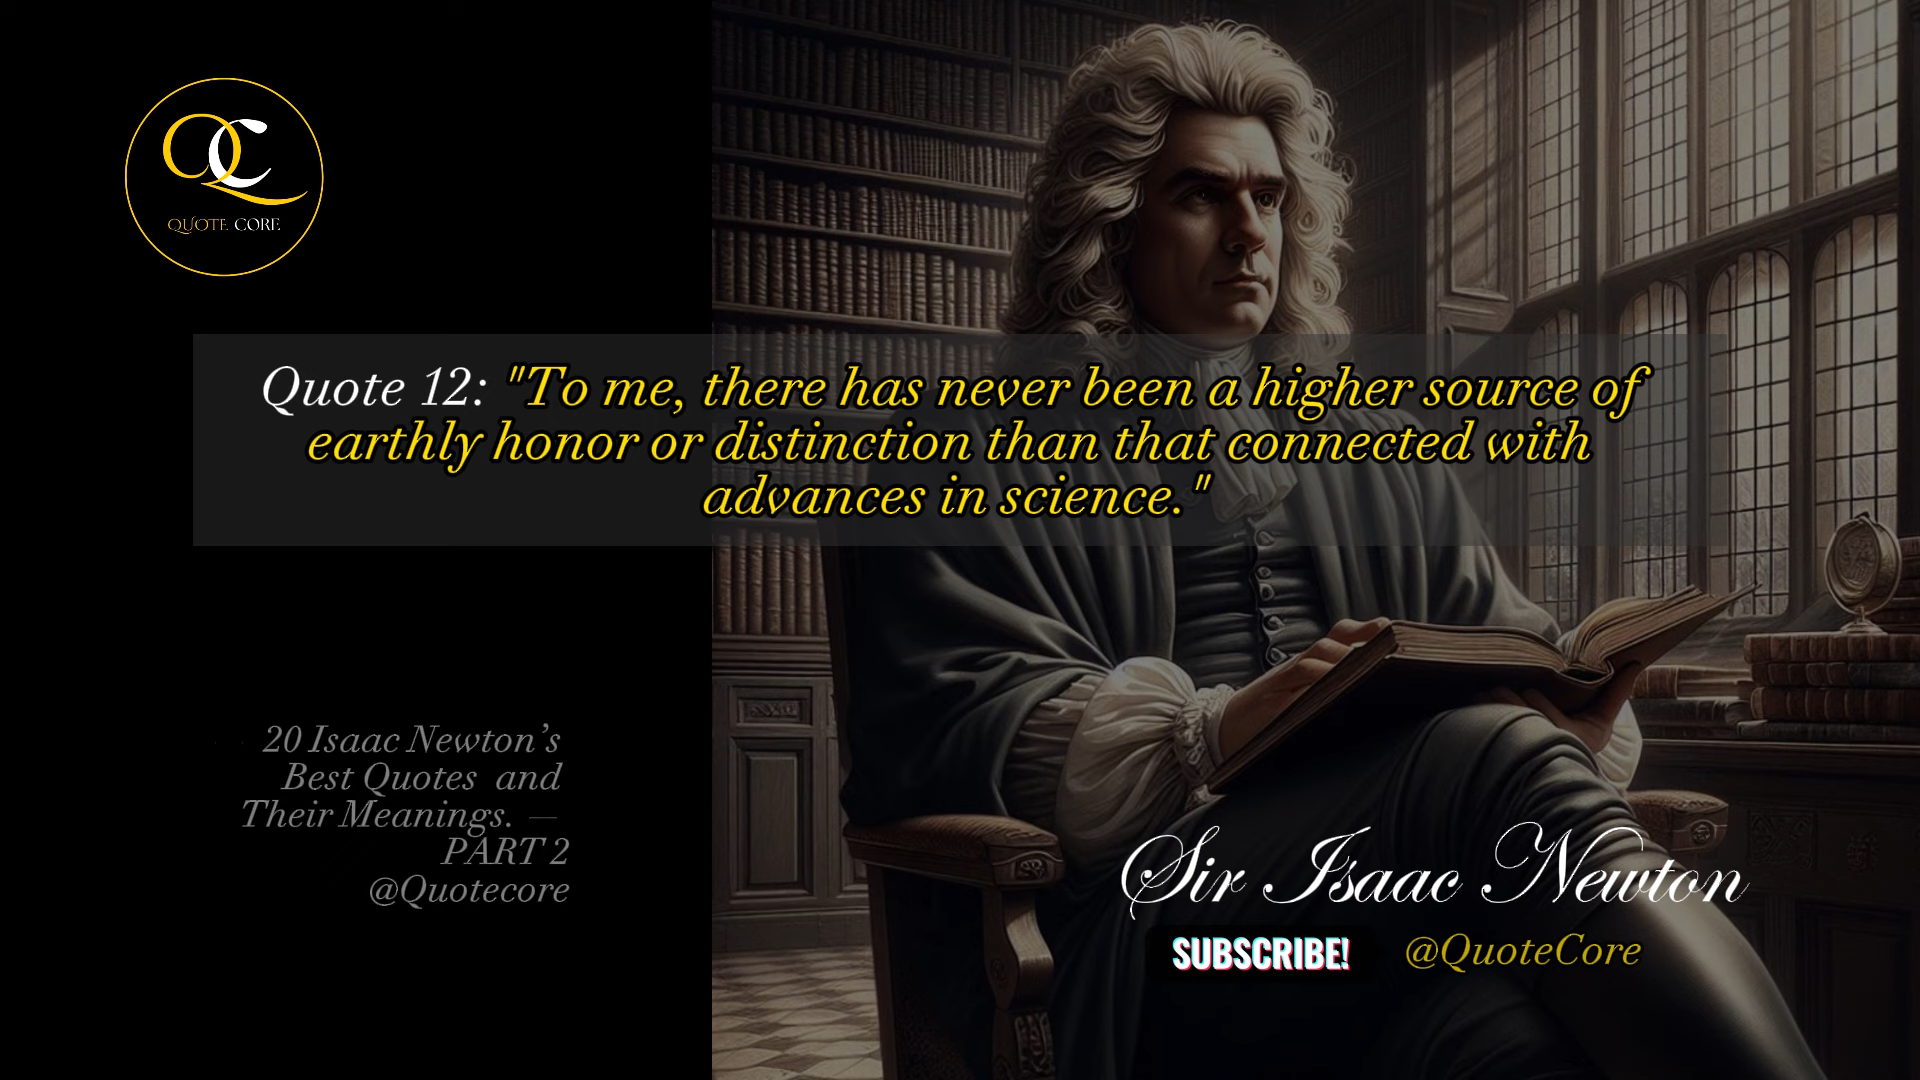 QC
QUOTE CORE
Quote 12: "To me, there has never been a higher source of
earthly honor or distinction than that connected with
advances in science."
20 Isaac Newton’s
Best Quotes and
Their Meanings. —
PART 2
@Quotecore
Sir Isaac Newton
SUBSCRIBE!
@QuoteCore